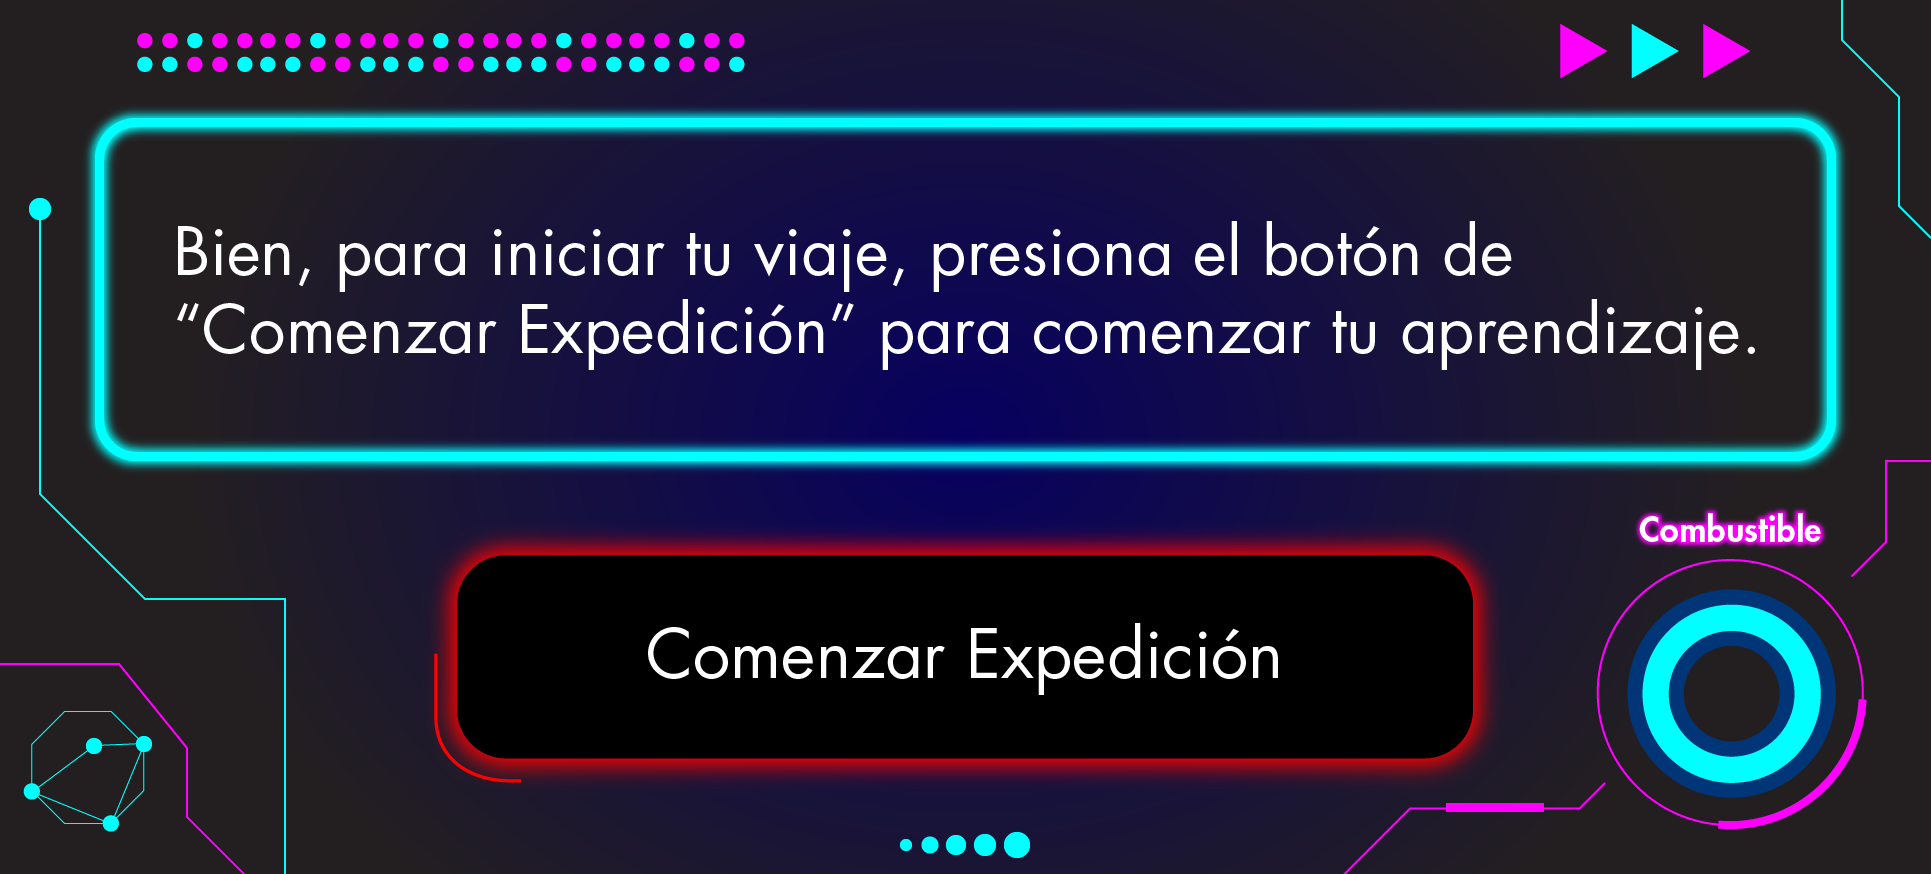 Bien, para iniciar tu viaje, presiona el botón de
“Comenzar Expedición” para comenzar tu aprendizaje.
Combustible
Comenzar Expedición